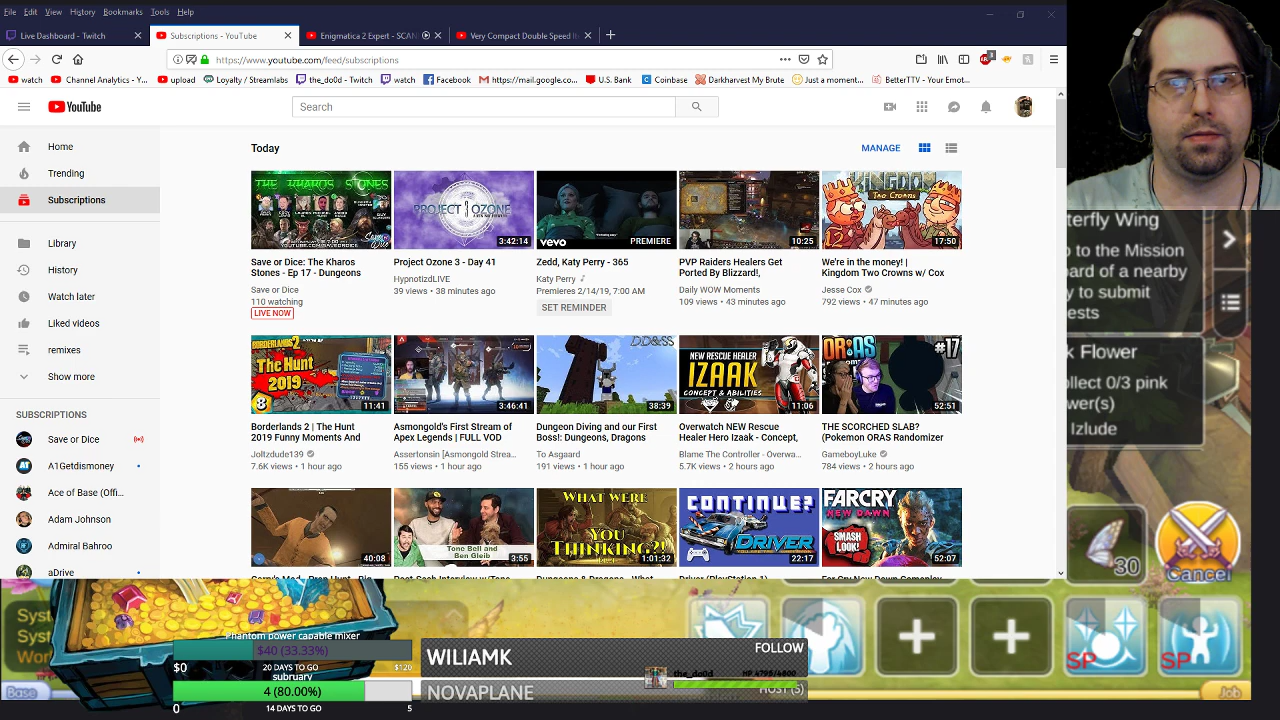 File Edit View History Bookmarks Tools Help
Live Dashboard - Twitch
Subscriptions - YouTube
Enigmatica 2 Expert - SCAN
Very Compact Double Speed It
https://www.youtube.com/feed/subscriptions
watch Channel Analytics - Y... upload Loyalty / Streamlabs the_do0d - Twitch watch Facebook https://mail.google.co... U.S. Bank Coinbase Darkharvest My Brute Just a moment... BetterTTV - Your Emot...
YouTube
Search
Home
Trending
Subscriptions
Library
History
Watch later
Liked videos
remixes
Show more
SUBSCRIPTIONS
Save or Dice
A1Getdismoney
Ace of Base (Offi...
Adam Johnson
Admiral Bahroo
aDrive
Today
MANAGE
THE KHAROS STONES
PROJECT OZONE
3:42:14
vevo
PREMIERE
10:25
KINGDOM
Two Crowns
17:50
Save or Dice: The Kharos
Stones - Ep 17 - Dungeons
Save or Dice
110 watching
LIVE NOW
Project Ozone 3 - Day 41
HypnotizdLIVE
39 views • 38 minutes ago
Zedd, Katy Perry - 365
Katy Perry
Premieres 2/14/19, 7:00 AM
SET REMINDER
PVP Raiders Healers Get
Ported By Blizzard!,
Daily WOW Moments
109 views • 43 minutes ago
We're in the money! |
Kingdom Two Crowns w/ Cox
Jesse Cox
792 views • 47 minutes ago
BORDERLANDS 2
The Hunt
2019
11:41
3:46:41
DD&SS
38:39
NEW RESCUE HEALER
IZAAK
CONCEPT & ABILITIES
11:06
OR:AS
#17
52:51
Borderlands 2 | The Hunt
2019 Funny Moments And
Joltzdude139
7.6K views • 1 hour ago
Asmongold's First Stream of
Apex Legends | FULL VOD
Assertonsin [Asmongold Strea...
155 views • 1 hour ago
Dungeon Diving and our First
Boss!: Dungeons, Dragons
To Asgaard
191 views • 1 hour ago
Overwatch NEW Rescue
Healer Hero Izaak - Concept,
Blame The Controller - Overwa...
5.7K views • 2 hours ago
THE SCORCHED SLAB?
(Pokemon ORAS Randomizer
GameboyLuke
784 views • 2 hours ago
40:08
Tone Bell and
Ben Gleib
3:55
WHAT WERE
YOU
THINKING?!
1:01:32
CONTINUE?
DRIVER
22:17
FARCRY
NEW DAWN
SMASH
LOOK!
52:07
terfly Wing
to the Mission
ard of a nearby
y to submit
ests
k Flower
llect 0/3 pink
wer(s)
Izlude
30
Cancel
Syst
Syst
Worl
Base
SP
SP
Job
Phantom power capable mixer
$40 (33.33%)
$0
20 DAYS TO GO
$120
subruary
4 (80.00%)
0
14 DAYS TO GO
5
WILIAMK
FOLLOW
the_do0d
NOVAPLANE
HOST (5)